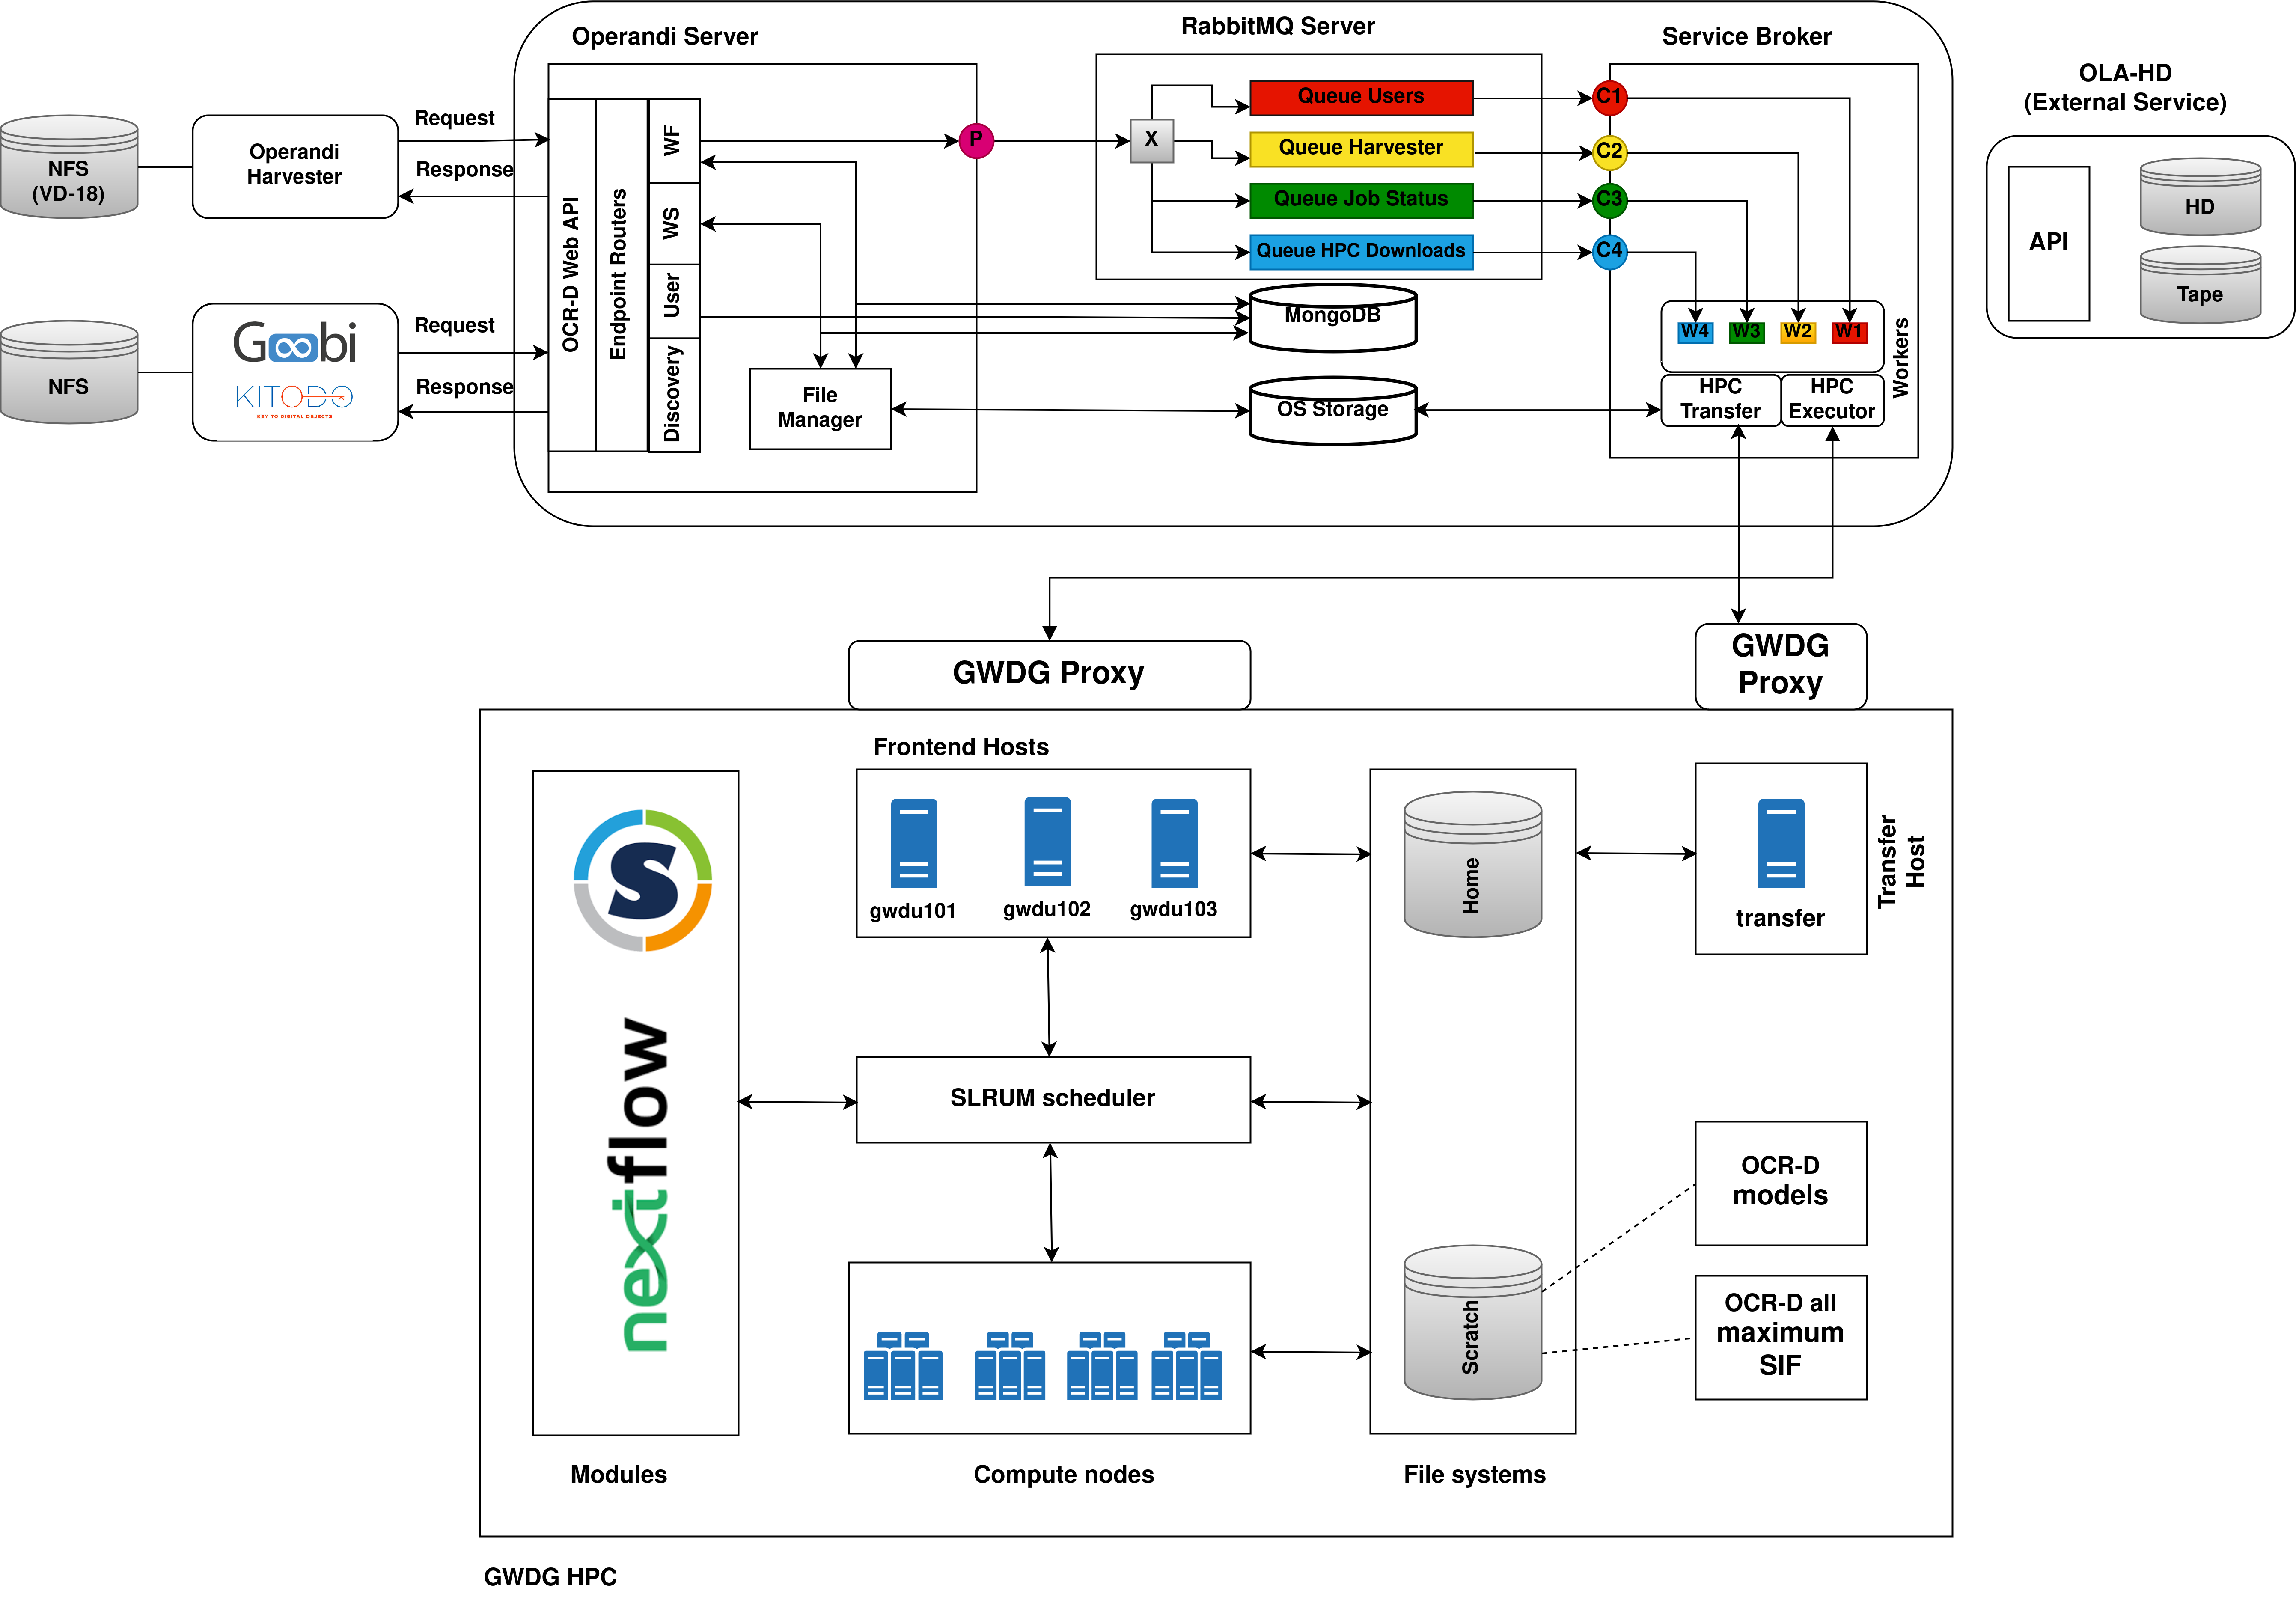 Operandi Server
RabbitMQ Server
Service Broker
OLA-HD
(External Service)
NFS
(VD-18)
Operandi
Harvester
Request
Response
NFS
Goobi
KITODO
KEY TO DIGITAL OBJECTS
Request
Response
OCR-D Web API
Endpoint Routers
WF
WS
User
Discovery
File
Manager
P
X
Queue Users
Queue Harvester
Queue Job Status
Queue HPC Downloads
MongoDB
OS Storage
C1
C2
C3
C4
W4
W3
W2
W1
HPC
Transfer
HPC
Executor
Workers
API
HD
Tape
GWDG Proxy
GWDG
Proxy
Frontend Hosts
S
nextflow
gwdu101
gwdu102
gwdu103
Home
transfer
Transfer
Host
SLRUM scheduler
OCR-D
models
Scratch
OCR-D all
maximum
SIF
Modules
Compute nodes
File systems
GWDG HPC